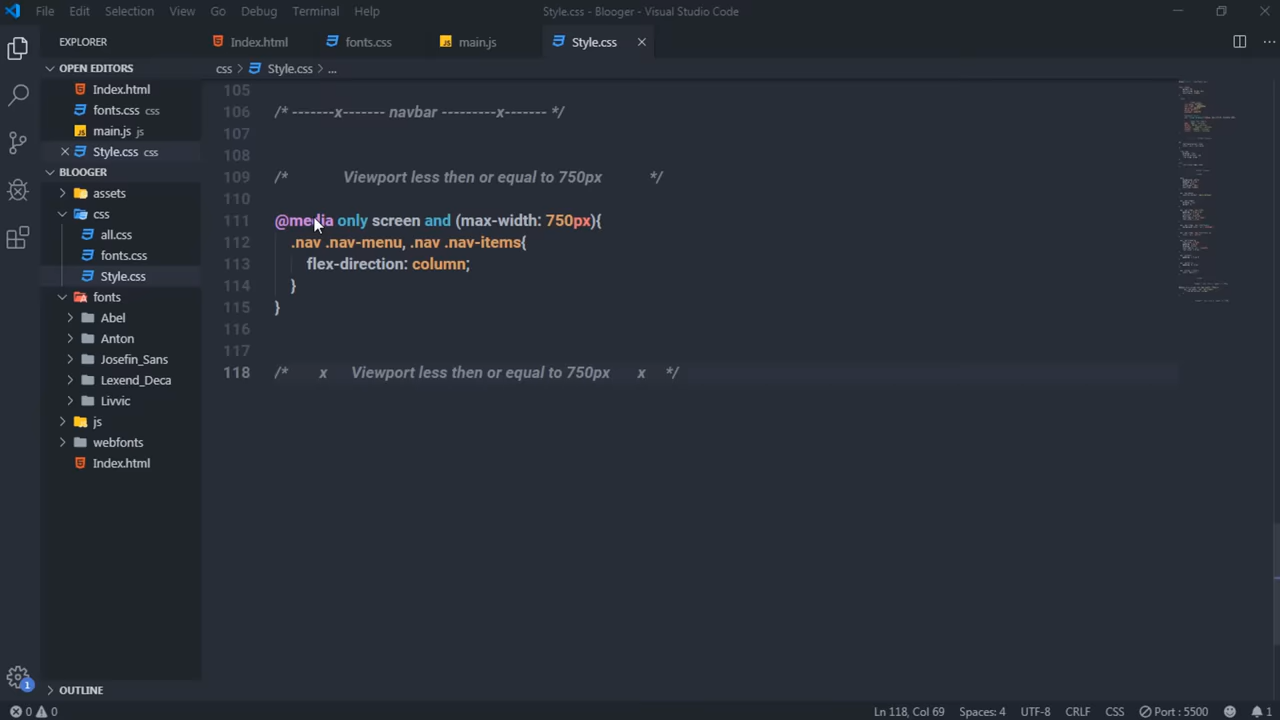 File Edit Selection View Go Debug Terminal Help Style.css - Blooger - Visual Studio Code
EXPLORER
OPEN EDITORS
Index.html
fonts.css css
main.js js
Style.css css
BLOOGER
assets
css
all.css
fonts.css
Style.css
fonts
Abel
Anton
Josefin_Sans
Lexend_Deca
Livvic
js
webfonts
Index.html
OUTLINE
Index.html fonts.css main.js Style.css
css > Style.css > ...
105
106 /* -------x------- navbar ---------x------- */
107
108
109 /* Viewport less then or equal to 750px */
110
111 @media only screen and (max-width: 750px){
112 .nav .nav-menu, .nav .nav-items{
113 flex-direction: column;
114 }
115 }
116
117
118 /* x Viewport less then or equal to 750px x */
1
0 0 Ln 118, Col 69 Spaces: 4 UTF-8 CRLF CSS Port : 5500 1